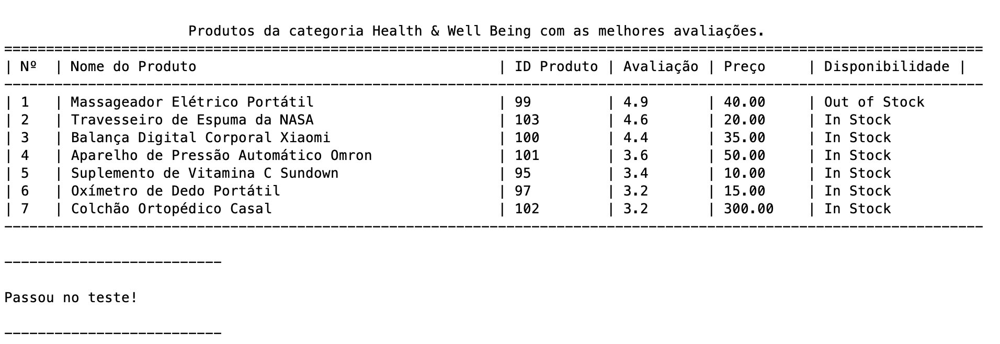 Produtos da categoria Health & Well Being com as melhores avaliações.
=====================================================================================================================
| Nº  | Nome do Produto                                    | ID Produto | Avaliação | Preço     | Disponibilidade |
---------------------------------------------------------------------------------------------------------------------
| 1   | Massageador Elétrico Portátil                      | 99         | 4.9       | 40.00     | Out of Stock
| 2   | Travesseiro de Espuma da NASA                      | 103        | 4.6       | 20.00     | In Stock
| 3   | Balança Digital Corporal Xiaomi                    | 100        | 4.4       | 35.00     | In Stock
| 4   | Aparelho de Pressão Automático Omron               | 101        | 3.6       | 50.00     | In Stock
| 5   | Suplemento de Vitamina C Sundown                   | 95         | 3.4       | 10.00     | In Stock
| 6   | Oxímetro de Dedo Portátil                          | 97         | 3.2       | 15.00     | In Stock
| 7   | Colchão Ortopédico Casal                           | 102        | 3.2       | 300.00    | In Stock
---------------------------------------------------------------------------------------------------------------------
--------------------------
Passou no teste!
--------------------------